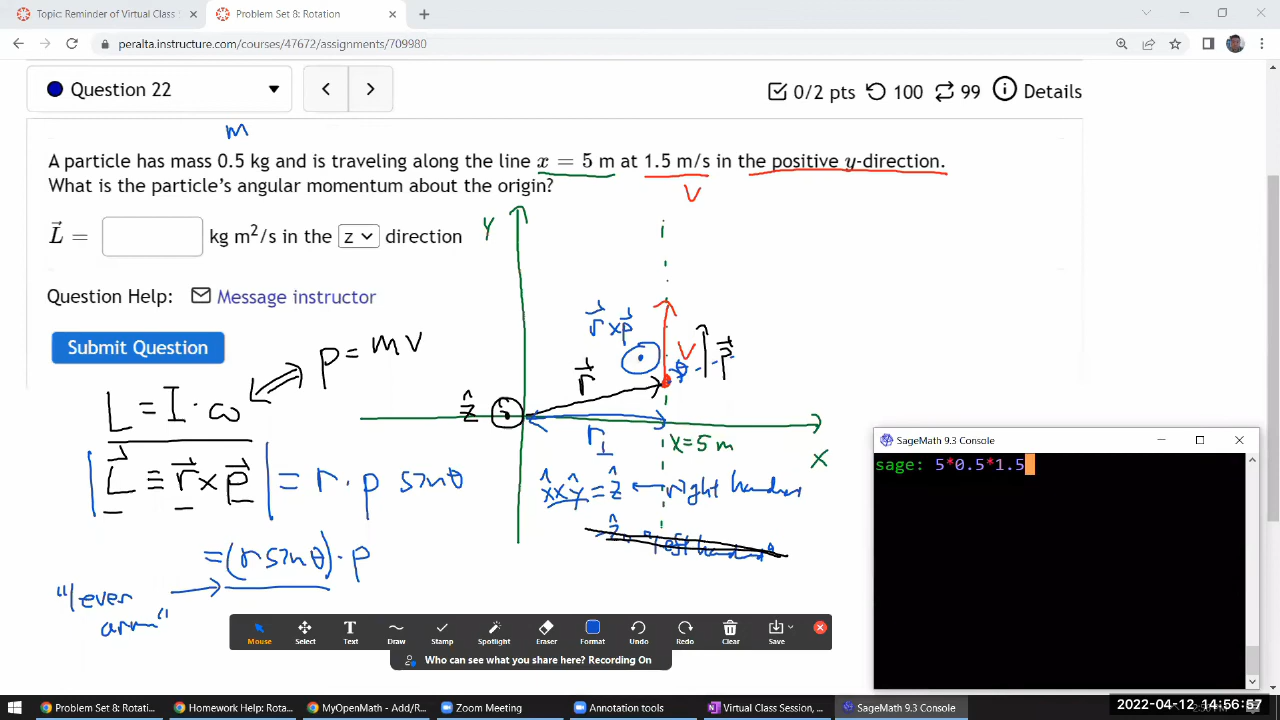 Topic: Reminder of Virtual Class
Problem Set 8: Rotation
peralta.instructure.com/courses/47672/assignments/709980
Question 22
0/2 pts 100 99 Details
m
A particle has mass 0.5 kg and is traveling along the line x = 5 m at 1.5 m/s in the positive y-direction.
V
What is the particle's angular momentum about the origin?
L⃗ = kg m²/s in the z direction
Y
Question Help: Message instructor
Submit Question
p = mv
r⃗ × p⃗
V
p⃗
θ
r⃗
ẑ
L = I · ω
r⊥
x = 5 m
X
|L⃗ ≡ r⃗ × p⃗| = r · p sinθ
x̂ × ŷ = ẑ ← right handed
ẑ "left handed"
= (r sinθ) · p
"lever
arm"
SageMath 9.3 Console
sage: 5*0.5*1.5
Mouse Select Text Draw Stamp Spotlight Eraser Format Undo Redo Clear Save
Who can see what you share here? Recording On
Problem Set 8: Rota...
Homework Help: Ro...
MyOpenMath - Add/R...
Zoom Meeting
Annotation tools
Virtual Class Session, ...
SageMath 9.3 Console
2022-04-12 14:56:57